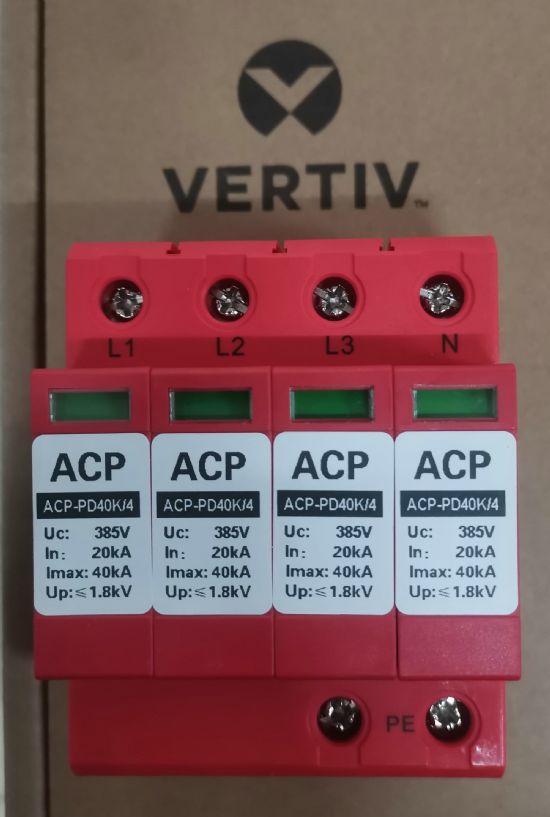 VERTIV™
L1 L2 L3 N
ACP ACP ACP ACP
ACP-PD40K/4 ACP-PD40K/4 ACP-PD40K/4 ACP-PD40K/4
Uc: 385V Uc: 385V Uc: 385V Uc: 385V
In: 20kA In: 20kA In: 20kA In: 20kA
Imax: 40kA Imax: 40kA Imax: 40kA Imax: 40kA
Up:≤1.8kV Up:≤1.8kV Up:≤1.8kV Up:≤1.8kV
PE